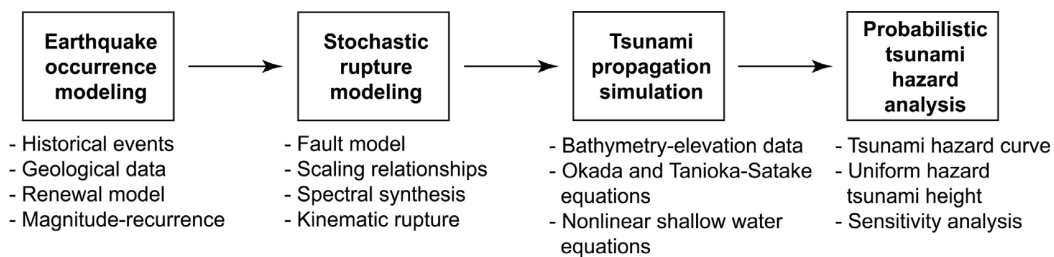 Earthquake
occurrence
modeling
- Historical events
- Geological data
- Renewal model
- Magnitude-recurrence
Stochastic
rupture
modeling
- Fault model
- Scaling relationships
- Spectral synthesis
- Kinematic rupture
Tsunami
propagation
simulation
- Bathymetry-elevation data
- Okada and Tanioka-Satake
equations
- Nonlinear shallow water
equations
Probabilistic
tsunami
hazard
analysis
- Tsunami hazard curve
- Uniform hazard
tsunami height
- Sensitivity analysis